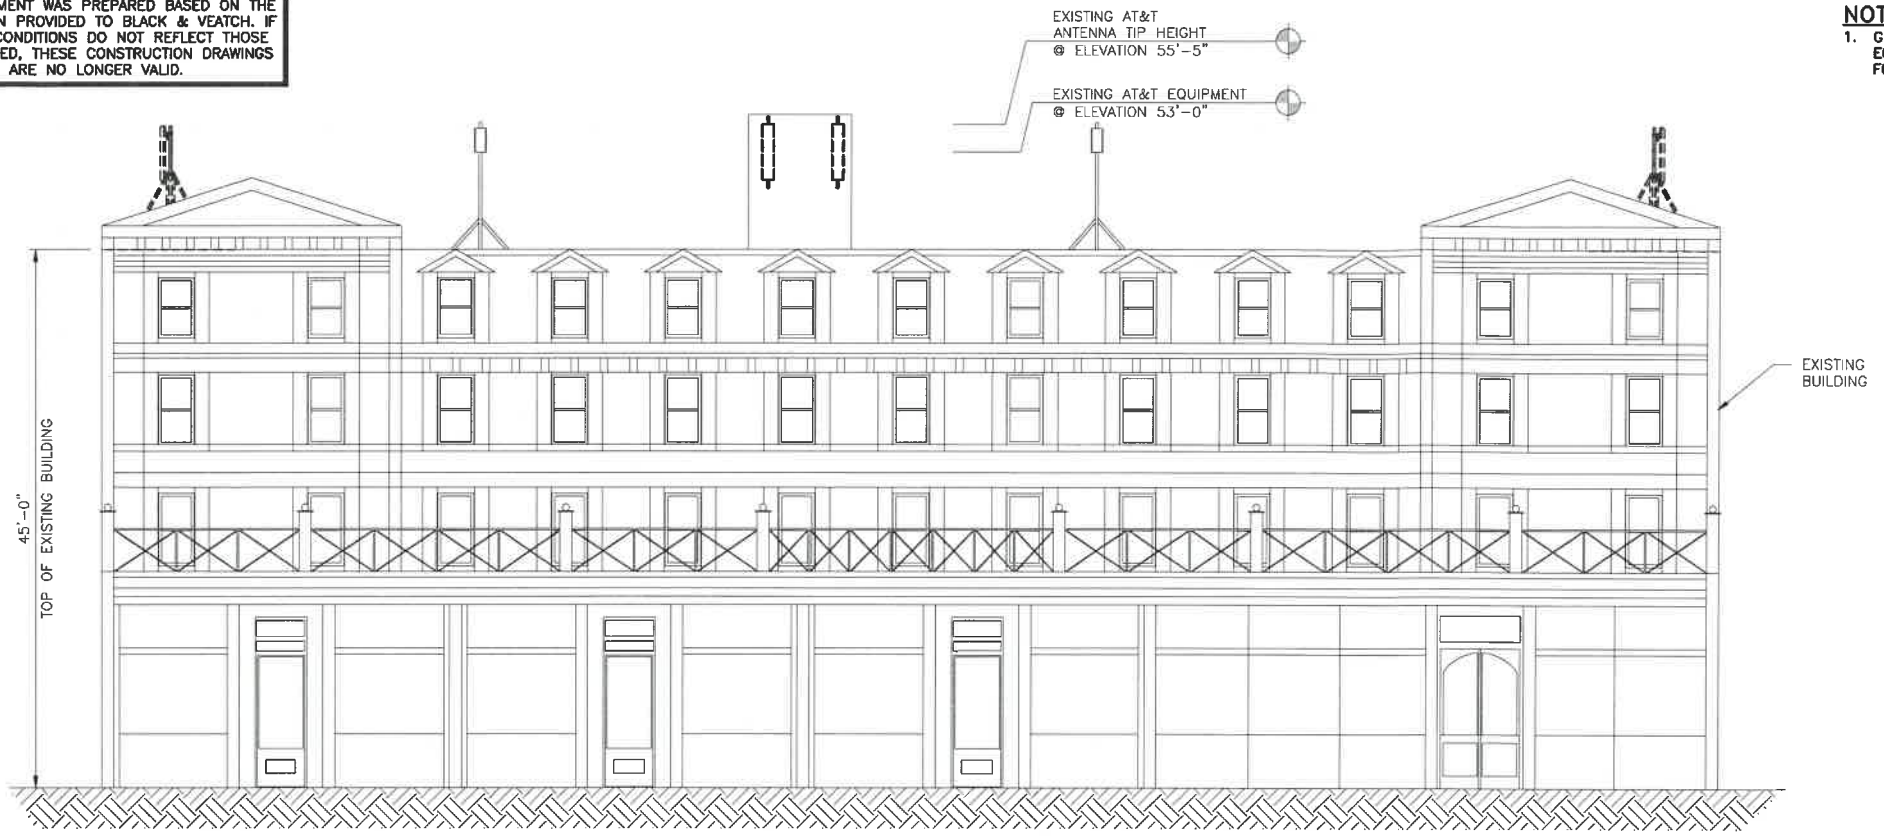 MENT WAS PREPARED BASED ON THE
N PROVIDED TO BLACK & VEATCH. IF
CONDITIONS DO NOT REFLECT THOSE
ED, THESE CONSTRUCTION DRAWINGS
ARE NO LONGER VALID.
EXISTING AT&T
ANTENNA TIP HEIGHT
@ ELEVATION 55'-5"
EXISTING AT&T EQUIPMENT
@ ELEVATION 53'-0"
NOT
1. G
E
F
EXISTING
BUILDING
45'-0"
TOP OF EXISTING BUILDING